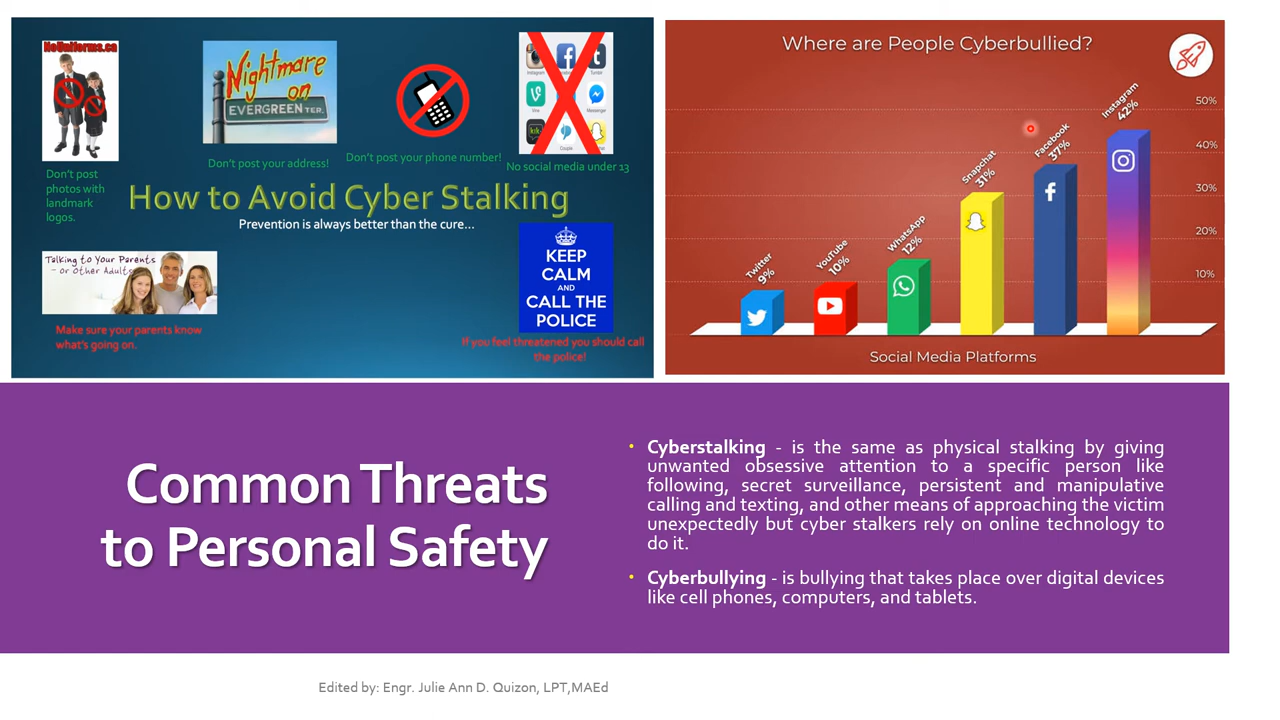 NoUniforms.ca
Nightmare
on
EVERGREEN TER.
Instagram
Tumblr
Vine
Messenger
kik
Couple
Don't post
photos with
landmark
logos.
Don't post your address!
Don't post your phone number!
No social media under 13
How to Avoid Cyber Stalking
Prevention is always better than the cure...
Talking to Your Parents
– or Other Adults
Make sure your parents know
what's going on.
KEEP
CALM
AND
CALL THE
POLICE
If you feel threatened you should call
the police!
Where are People Cyberbullied?
50%
40%
30%
20%
10%
Twitter
9%
YouTube
10%
WhatsApp
12%
Snapchat
31%
Facebook
37%
Instagram
42%
Social Media Platforms
Common Threats
to Personal Safety
• Cyberstalking - is the same as physical stalking by giving
unwanted obsessive attention to a specific person like
following, secret surveillance, persistent and manipulative
calling and texting, and other means of approaching the victim
unexpectedly but cyber stalkers rely on online technology to
do it.
• Cyberbullying - is bullying that takes place over digital devices
like cell phones, computers, and tablets.
Edited by: Engr. Julie Ann D. Quizon, LPT,MAEd